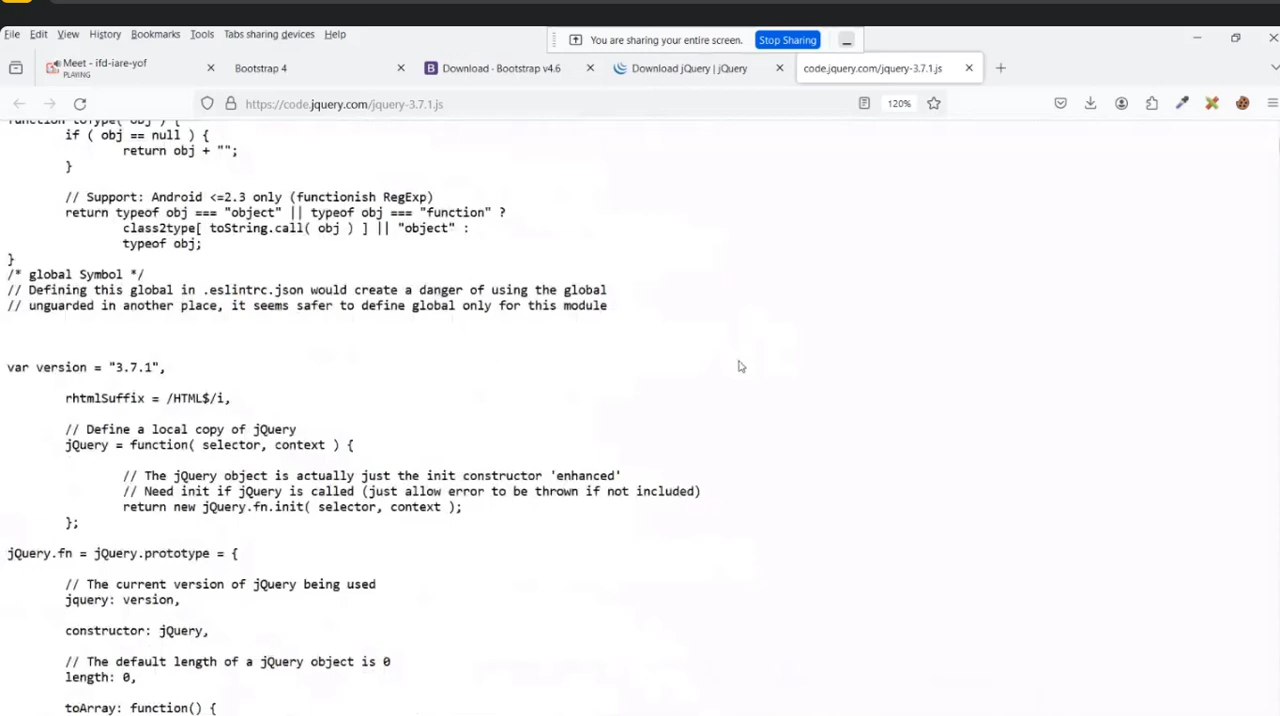 File Edit View History Bookmarks Tools Tabs sharing devices Help
You are sharing your entire screen. Stop Sharing
Meet - ifd-iare-yof
PLAYING
Bootstrap 4
Download · Bootstrap v4.6
Download jQuery | jQuery
code.jquery.com/jquery-3.7.1.js
https://code.jquery.com/jquery-3.7.1.js
120%
function toType( obj ) {
if ( obj == null ) {
return obj + "";
}
// Support: Android <=2.3 only (functionish RegExp)
return typeof obj === "object" || typeof obj === "function" ?
class2type[ toString.call( obj ) ] || "object" :
typeof obj;
}
/* global Symbol */
// Defining this global in .eslintrc.json would create a danger of using the global
// unguarded in another place, it seems safer to define global only for this module
var version = "3.7.1",
rhtmlSuffix = /HTML$/i,
// Define a local copy of jQuery
jQuery = function( selector, context ) {
// The jQuery object is actually just the init constructor 'enhanced'
// Need init if jQuery is called (just allow error to be thrown if not included)
return new jQuery.fn.init( selector, context );
};
jQuery.fn = jQuery.prototype = {
// The current version of jQuery being used
jquery: version,
constructor: jQuery,
// The default length of a jQuery object is 0
length: 0,
toArray: function() {